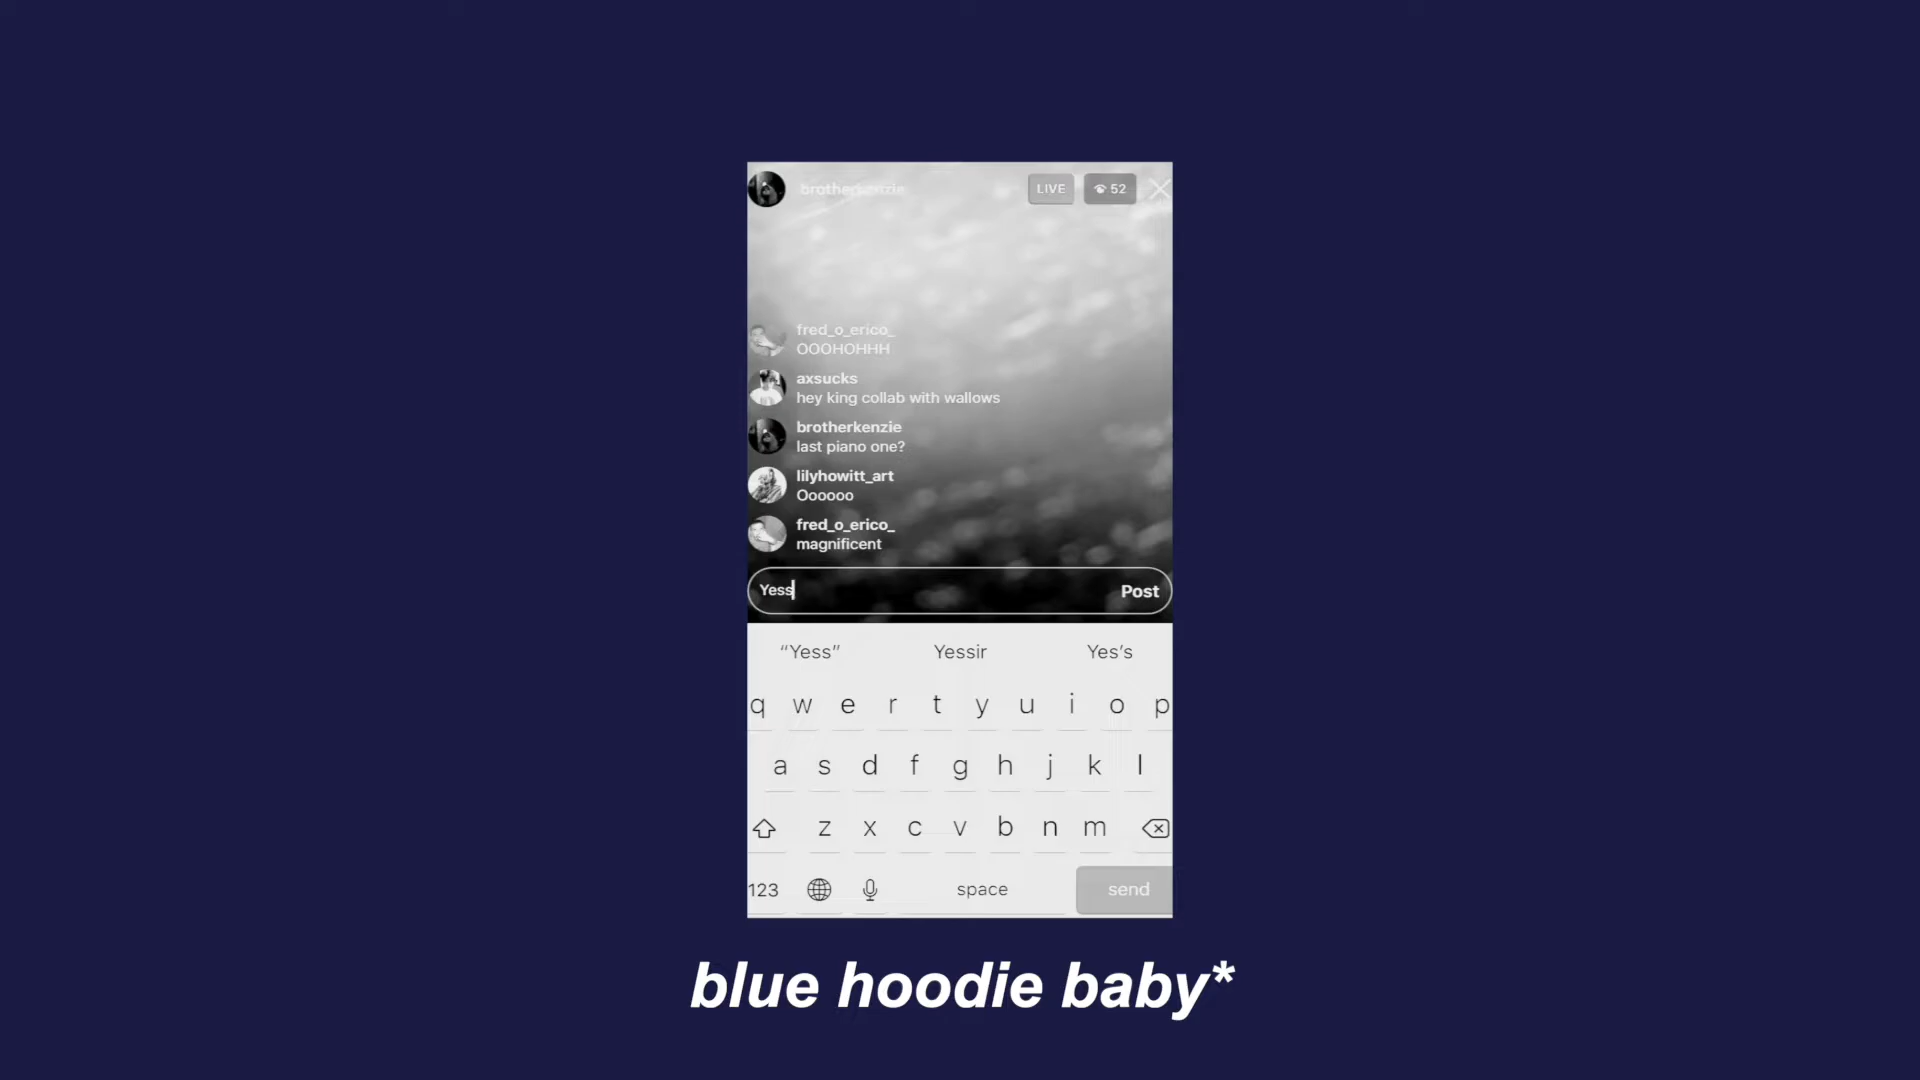 brotherkenzie
LIVE
52
fred_o_erico_
OOOHOHHH
axsucks
hey king collab with wallows
brotherkenzie
last piano one?
lilyhowitt_art
Oooooo
fred_o_erico_
magnificent
Yess
Post
“Yess” Yessir Yes’s
q w e r t y u i o p
a s d f g h j k l
z x c v b n m
123 space send
blue hoodie baby*